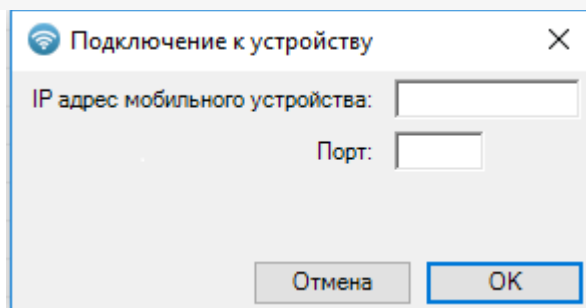 Подключение к устройству
IP адрес мобильного устройства:
Порт:
Отмена OK